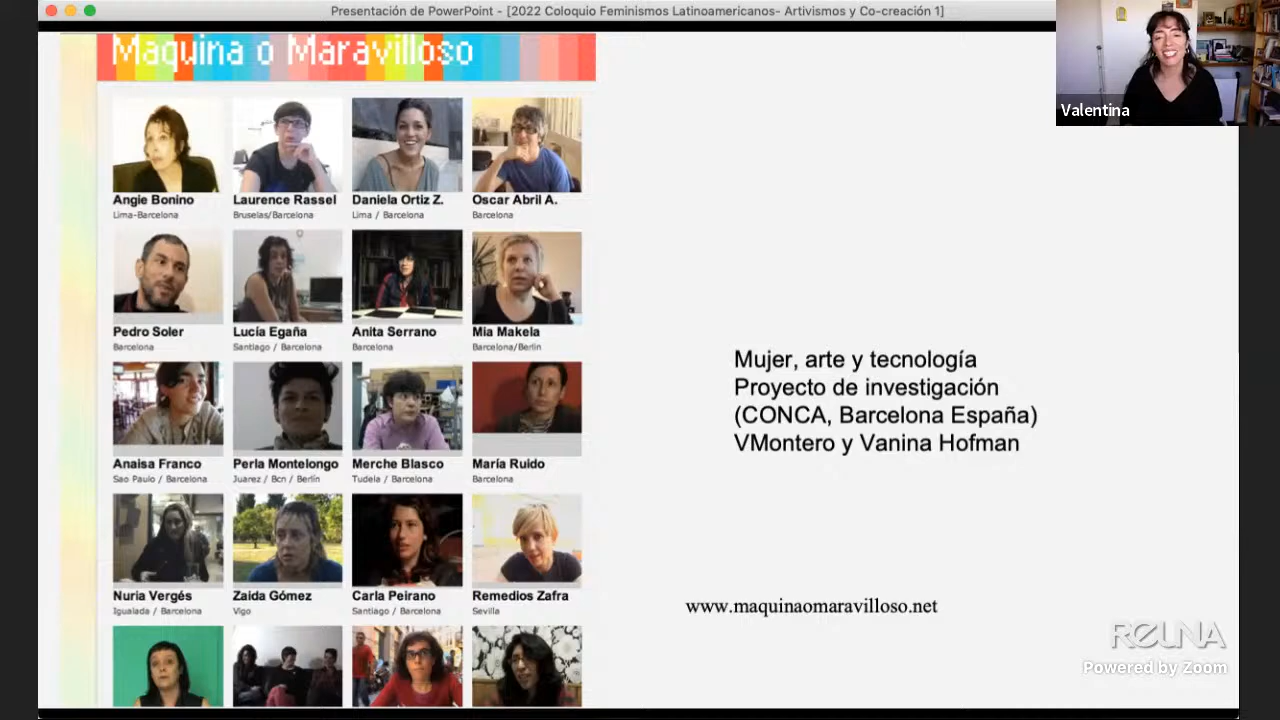 Presentación de PowerPoint - [2022 Coloquio Feminismos Latinoamericanos- Artivismos y Co-creación 1]
Maquina o Maravilloso
Valentina
Angie Bonino
Lima-Barcelona
Laurence Rassel
Bruselas/Barcelona
Daniela Ortiz Z.
Lima / Barcelona
Oscar Abril A.
Barcelona
Pedro Soler
Barcelona
Lucía Egaña
Santiago / Barcelona
Anita Serrano
Barcelona
Mia Makela
Barcelona/Berlin
Anaisa Franco
Sao Paulo / Barcelona
Perla Montelongo
Juarez / Bcn / Berlín
Merche Blasco
Tudela / Barcelona
María Ruido
Barcelona
Nuria Vergés
Igualada / Barcelona
Zaida Gómez
Vigo
Carla Peirano
Santiago / Barcelona
Remedios Zafra
Sevilla
Mujer, arte y tecnología
Proyecto de investigación
(CONCA, Barcelona España)
VMontero y Vanina Hofman
www.maquinaomaravilloso.net
REUNA
Powered by Zoom